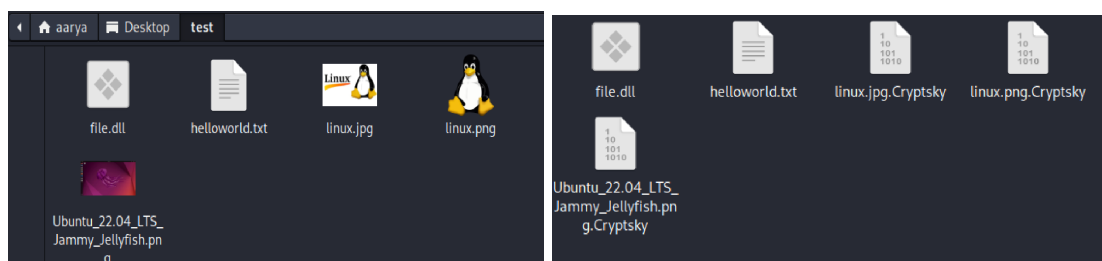 aarya Desktop test
file.dll helloworld.txt linux.jpg linux.png
Linux
Ubuntu_22.04_LTS_
Jammy_Jellyfish.pn
g
1
10
101
1010
1
10
101
1010
file.dll helloworld.txt linux.jpg.Cryptsky linux.png.Cryptsky
1
10
101
1010
Ubuntu_22.04_LTS_
Jammy_Jellyfish.pn
g.Cryptsky